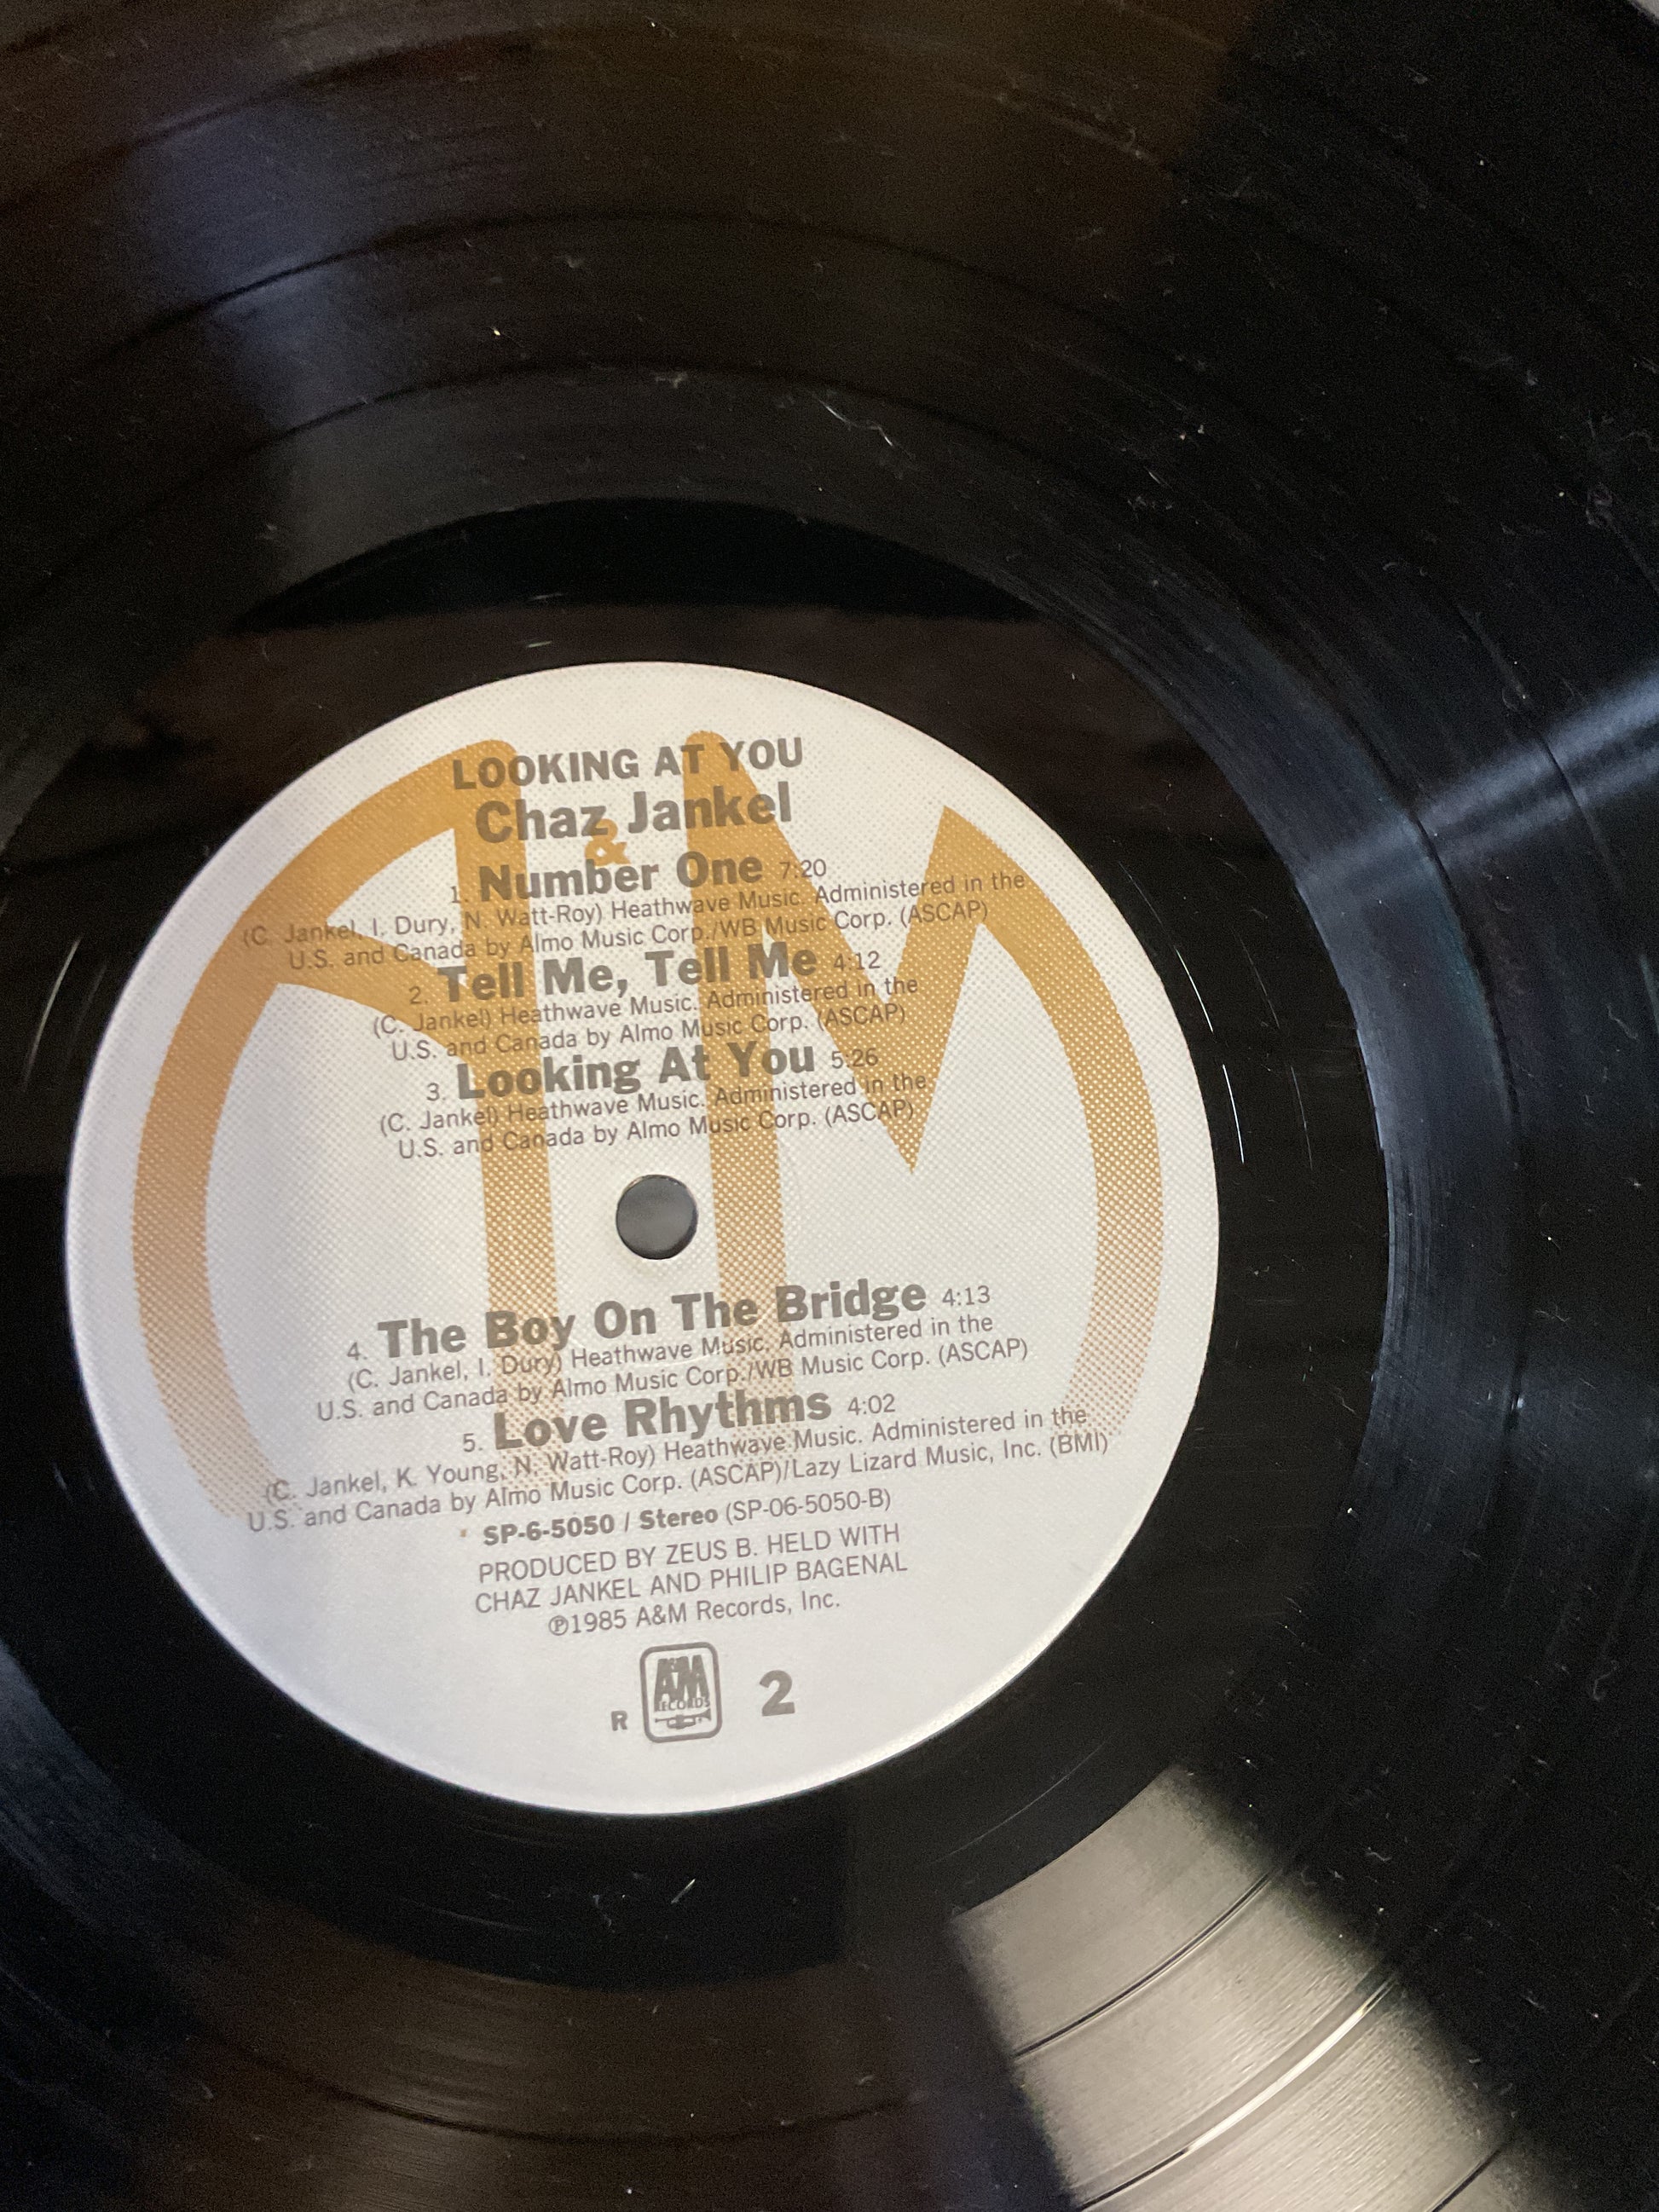 LOOKING AT YOU
Chaz Jankel
&
1. Number One 7:20
(C. Jankel, I. Dury, N. Watt-Roy) Heathwave Music. Administered in the
U.S. and Canada by Almo Music Corp./WB Music Corp. (ASCAP)
2. Tell Me, Tell Me 4:12
(C. Jankel) Heathwave Music. Administered in the
U.S. and Canada by Almo Music Corp. (ASCAP)
3. Looking At You 5:26
(C. Jankel) Heathwave Music. Administered in the
U.S. and Canada by Almo Music Corp. (ASCAP)
4. The Boy On The Bridge 4:13
(C. Jankel, I. Dury) Heathwave Music. Administered in the
U.S. and Canada by Almo Music Corp./WB Music Corp. (ASCAP)
5. Love Rhythms 4:02
(C. Jankel, K. Young, N. Watt-Roy) Heathwave Music. Administered in the
U.S. and Canada by Almo Music Corp. (ASCAP)/Lazy Lizard Music, Inc. (BMI)
SP-6-5050 / Stereo (SP-06-5050-B)
PRODUCED BY ZEUS B. HELD WITH
CHAZ JANKEL AND PHILIP BAGENAL
℗1985 A&M Records, Inc.
R A&M RECORDS 2